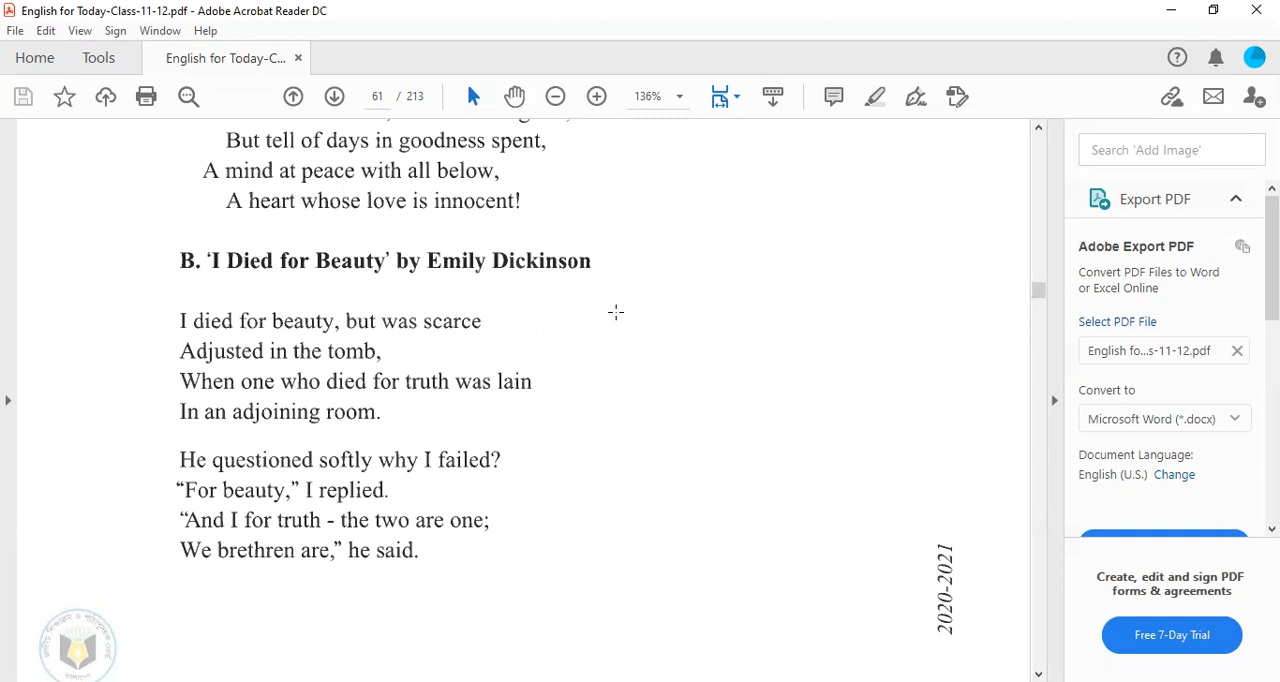 English for Today-Class-11-12.pdf - Adobe Acrobat Reader DC
File Edit View Sign Window Help
Home Tools English for Today-C... ×
61 / 213 136%
But tell of days in goodness spent,
A mind at peace with all below,
A heart whose love is innocent!
B. ‘I Died for Beauty’ by Emily Dickinson
I died for beauty, but was scarce
Adjusted in the tomb,
When one who died for truth was lain
In an adjoining room.
He questioned softly why I failed?
“For beauty,” I replied.
“And I for truth - the two are one;
We brethren are,” he said.
2020-2021
Search 'Add Image'
Export PDF
Adobe Export PDF
Convert PDF Files to Word
or Excel Online
Select PDF File
English fo...s-11-12.pdf
Convert to
Microsoft Word (*.docx)
Document Language:
English (U.S.) Change
Create, edit and sign PDF
forms & agreements
Free 7-Day Trial